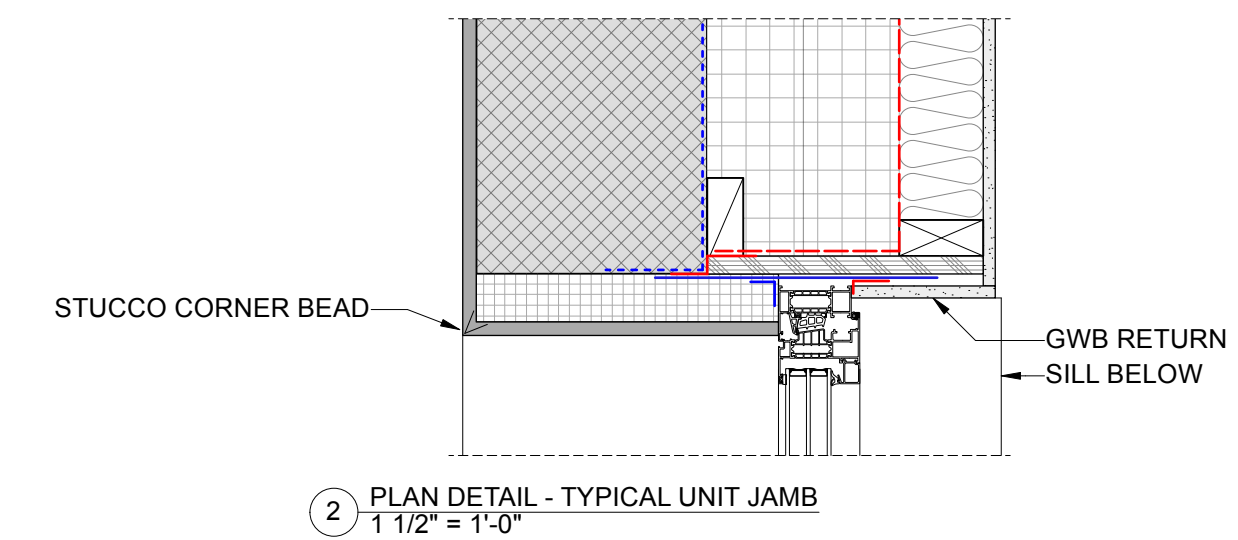 STUCCO CORNER BEAD
GWB RETURN
SILL BELOW
2
PLAN DETAIL - TYPICAL UNIT JAMB
1 1/2" = 1'-0"